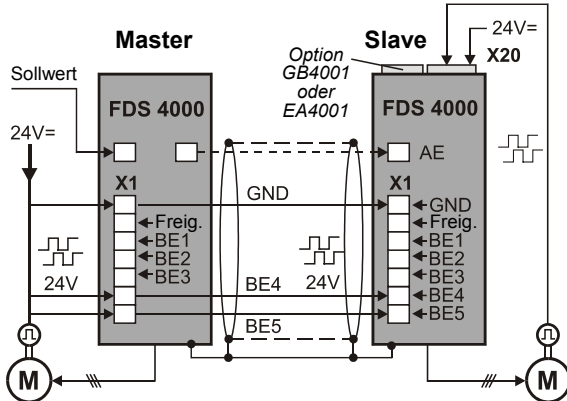 Master
Slave
24V=
X20
Option
GB4001
oder
EA4001
Sollwert
FDS 4000
FDS 4000
24V=
AE
X1
X1
GND
GND
Freig.
Freig.
BE1
BE1
BE2
BE2
BE3
BE3
24V
24V
BE4
BE4
BE5
BE5
M
M